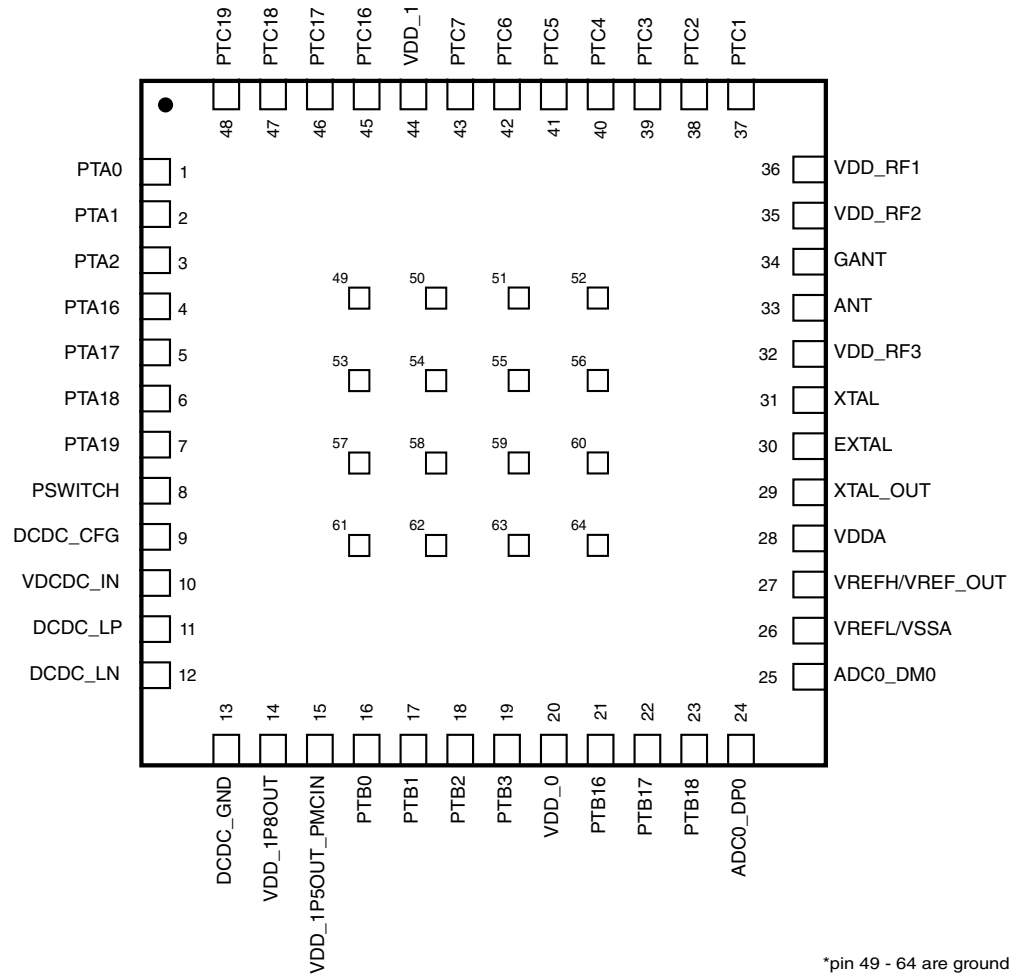 PTC19
PTC18
PTC17
PTC16
VDD_1
PTC7
PTC6
PTC5
PTC4
PTC3
PTC2
PTC1
48
47
46
45
44
43
42
41
40
39
38
37
PTA0 1
PTA1 2
PTA2 3
PTA16 4
PTA17 5
PTA18 6
PTA19 7
PSWITCH 8
DCDC_CFG 9
VDCDC_IN 10
DCDC_LP 11
DCDC_LN 12
49 50 51 52
53 54 55 56
57 58 59 60
61 62 63 64
36 VDD_RF1
35 VDD_RF2
34 GANT
33 ANT
32 VDD_RF3
31 XTAL
30 EXTAL
29 XTAL_OUT
28 VDDA
27 VREFH/VREF_OUT
26 VREFL/VSSA
25 ADC0_DM0
13
14
15
16
17
18
19
20
21
22
23
24
DCDC_GND
VDD_1P8OUT
VDD_1P5OUT_PMCIN
PTB0
PTB1
PTB2
PTB3
VDD_0
PTB16
PTB17
PTB18
ADC0_DP0
*pin 49 - 64 are ground